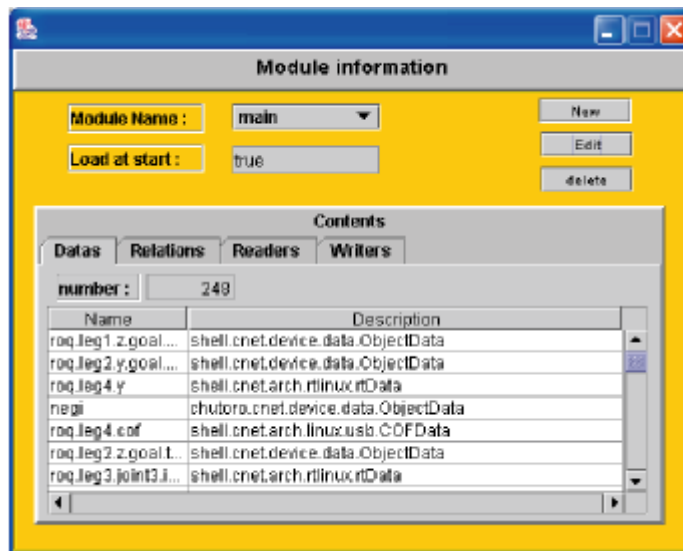 Module information
Module Name : main New
Load at start : true Edit
delete
Contents
Datas Relations Readers Writers
number : 249
Name Description
roq.leg1.z.goal.... shell.cnet.device.data.ObjectData
roq.leg2.y.goal.... shell.cnet.device.data.ObjectData
roq.leg4.y shell.cnet.arch.rtlinux.rtData
negi chutoro.cnet.device.data.ObjectData
roq.leg4.cof shell.cnet.arch.linux.usb.COFData
roq.leg2.z.goal.t... shell.cnet.device.data.ObjectData
roq.leg3.joint3.i... shell.cnet.arch.rtlinux.rtData